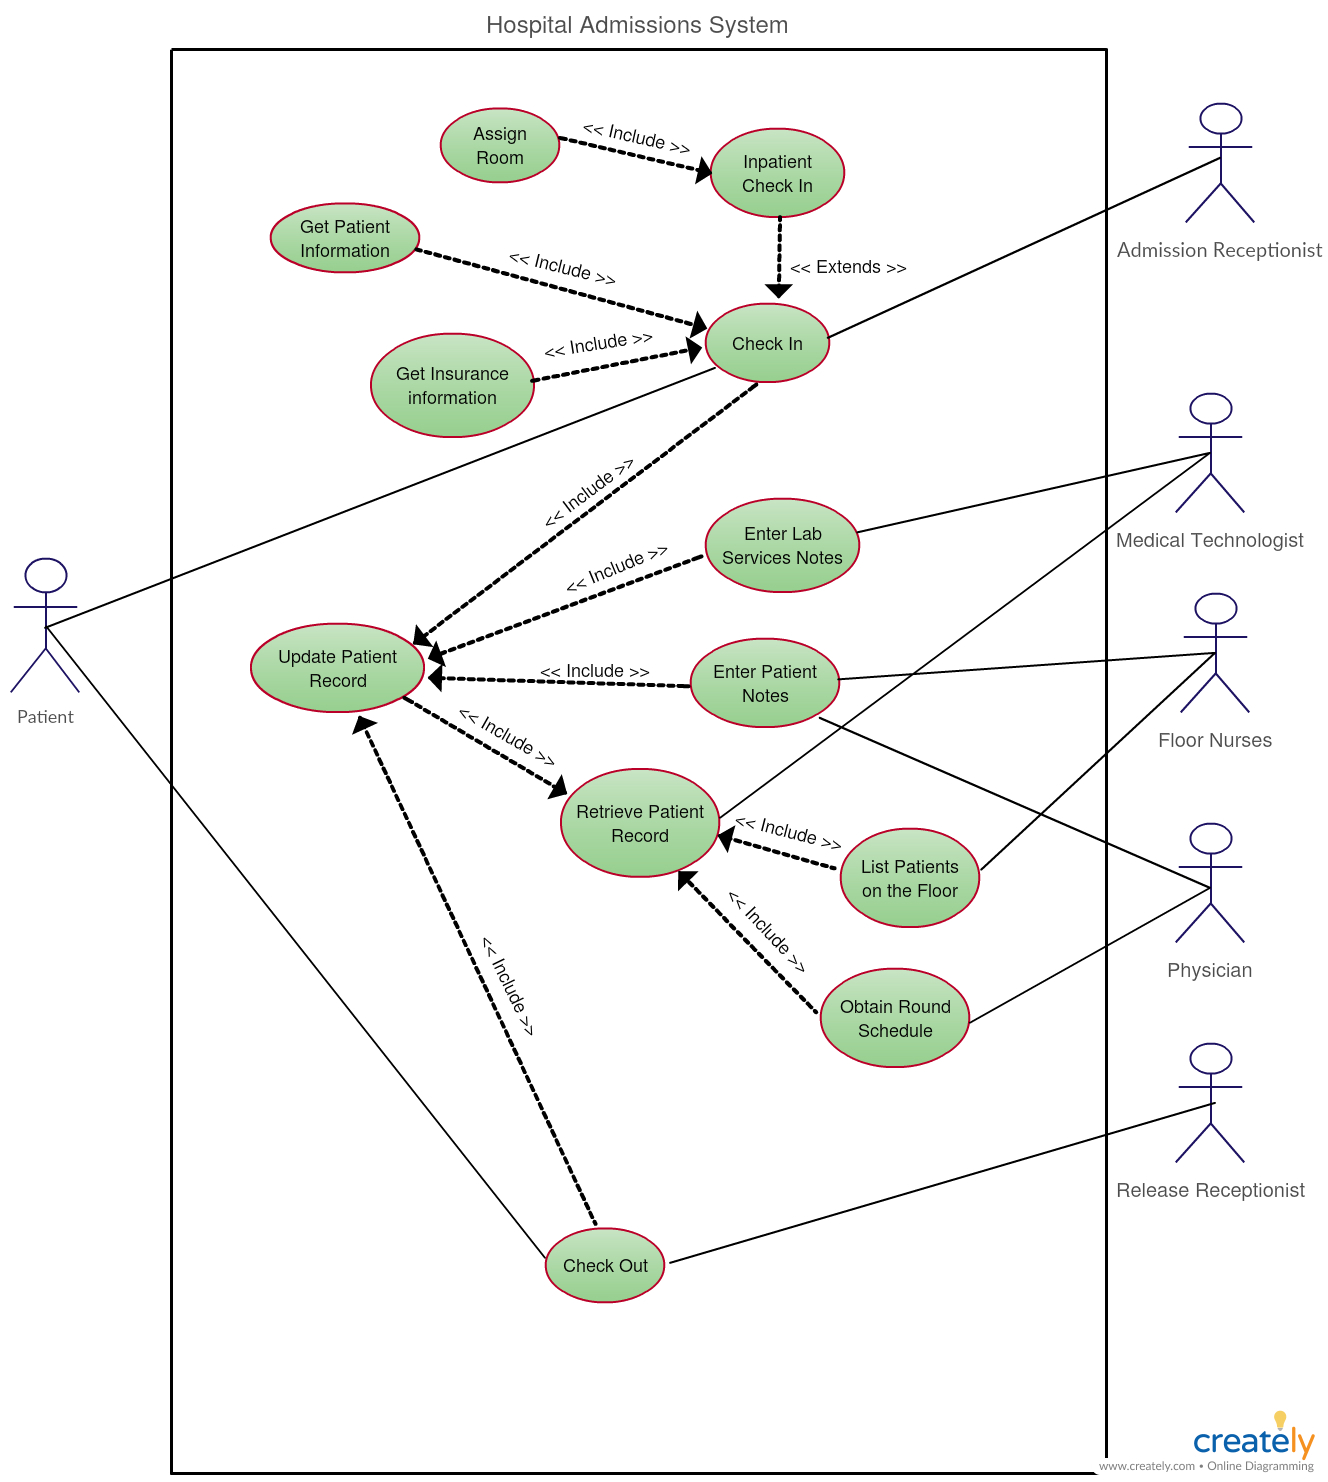 Hospital Admissions System
Assign
Room
<< Include >>
Inpatient
Check In
Get Patient
Information
<< Include >>
<< Extends >>
Admission Receptionist
Get Insurance
information
<< Include >>
Check In
<< Include >>
Enter Lab
Services Notes
Medical Technologist
<< Include >>
Patient
Update Patient
Record
<< Include >>
Enter Patient
Notes
Floor Nurses
<< Include >>
Retrieve Patient
Record
<< Include >>
List Patients
on the Floor
<< Include >>
Physician
<< Include >>
Obtain Round
Schedule
Release Receptionist
Check Out
creately
www.creately.com • Online Diagramming